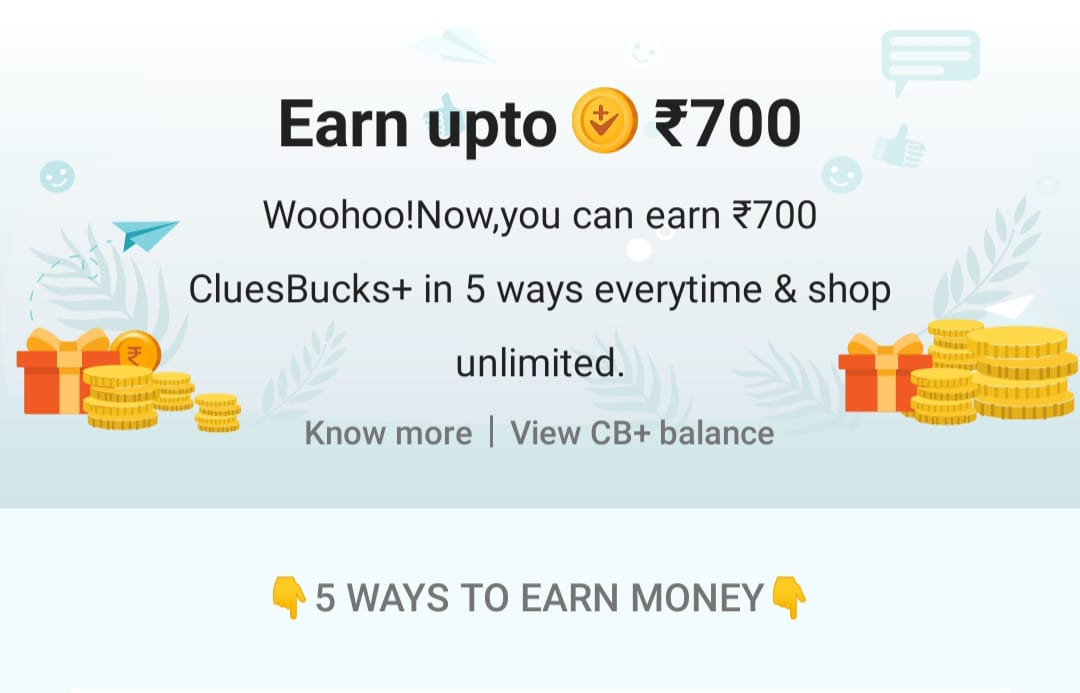 Earn upto ₹700
Woohoo!Now,you can earn ₹700
CluesBucks+ in 5 ways everytime & shop
unlimited.
Know more | View CB+ balance
👇5 WAYS TO EARN MONEY👇